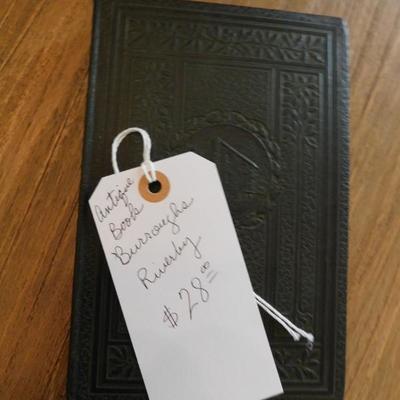 Antique
Books
Burroughs
Riverby
$28.00